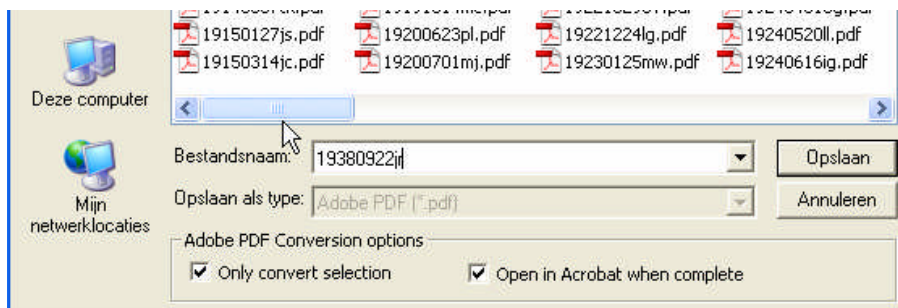 19150127js.pdf 19200623pl.pdf 19221224lg.pdf 19240520ll.pdf
19150314jc.pdf 19200701mj.pdf 19230125mw.pdf 19240616ig.pdf
Deze computer
Bestandsnaam: 19380922jr Opslaan
Mijn netwerklocaties
Opslaan als type: Adobe PDF (*.pdf) Annuleren
Adobe PDF Conversion options
Only convert selection Open in Acrobat when complete